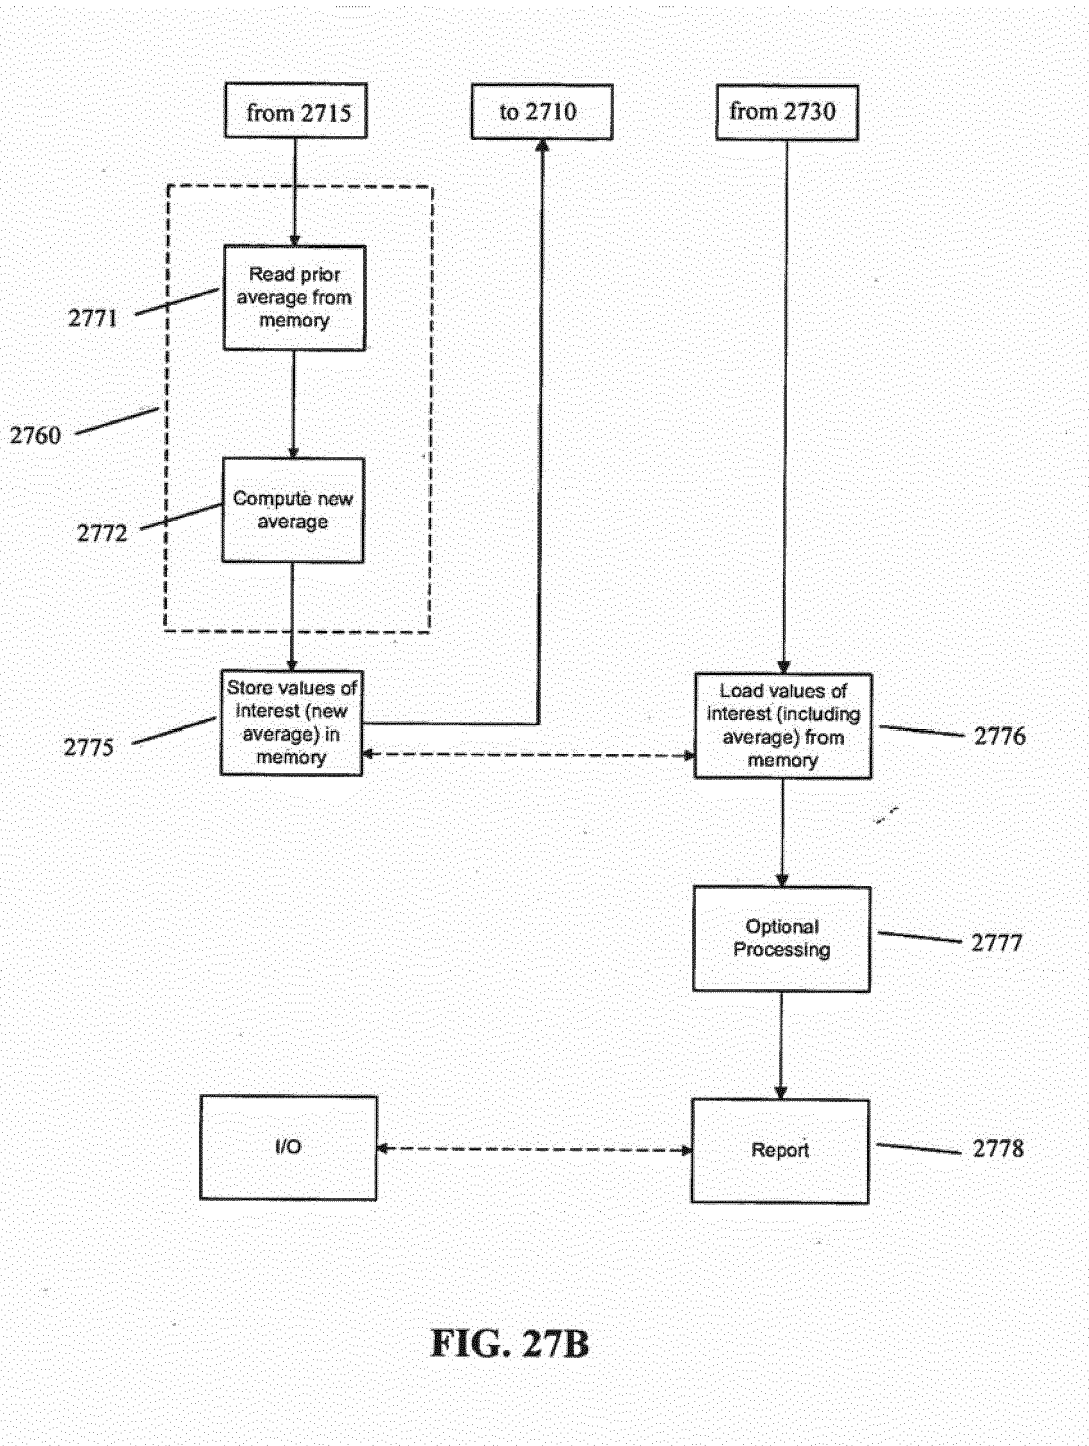 from 2715
to 2710
from 2730
Read prior
average from
memory
2771
2760
Compute new
average
2772
Store values of
interest (new
average) in
memory
2775
Load values of
interest (including
average) from
memory
2776
Optional
Processing
2777
I/O
Report
2778
FIG. 27B